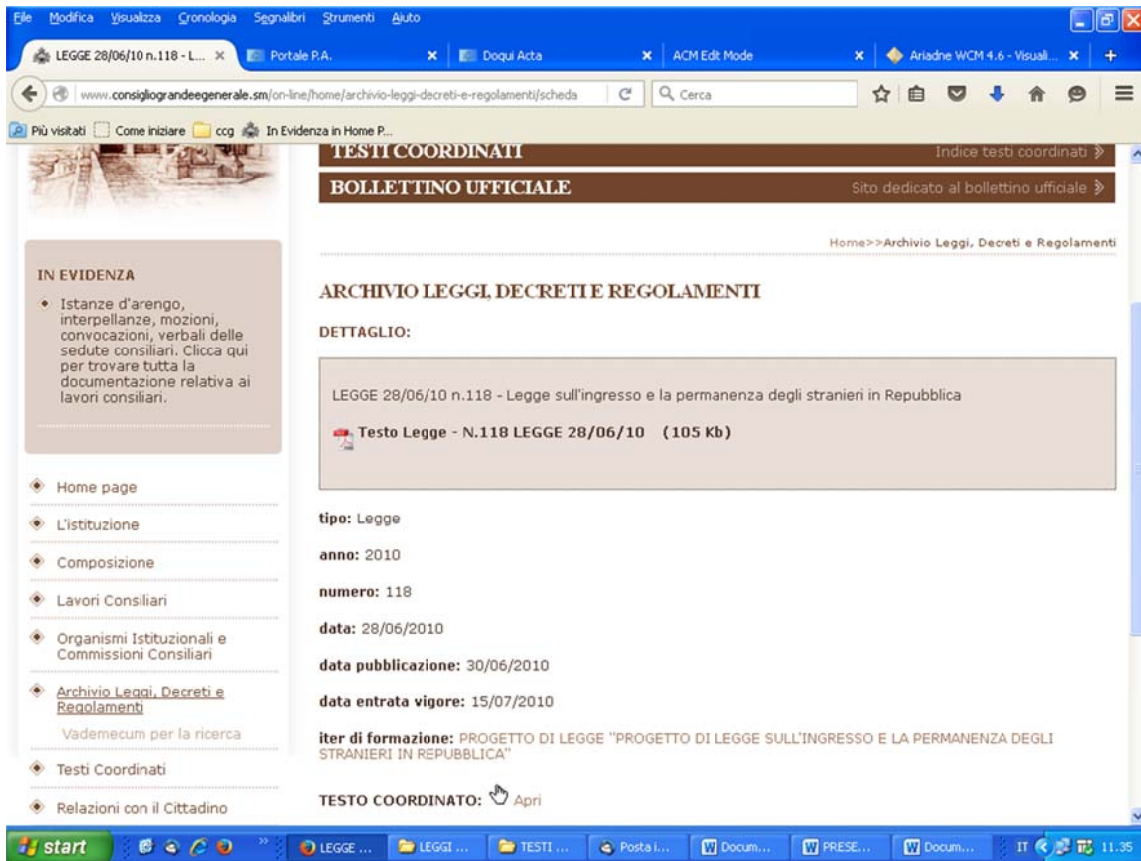 File Modifica Visualizza Cronologia Segnalibri Strumenti Aiuto
LEGGE 28/06/10 n.118 - L... Portale P.A. Doqui Acta ACM Edt Mode Ariadne WCM 4.6 - Visuali...
www.consigliograndeegenerale.sm/on-line/home/archivio-leggi-decreti-e-regolamenti/scheda Cerca
Più visitati Come iniziare ccg In Evidenza in Home P...
TESTI COORDINATI Indice testi coordinati
BOLLETTINO UFFICIALE Sito dedicato al bollettino ufficiale
Home>>Archivio Leggi, Decreti e Regolamenti
IN EVIDENZA
Istanze d'arengo,
interpellanze, mozioni,
convocazioni, verbali delle
sedute consiliari. Clicca qui
per trovare tutta la
documentazione relativa ai
lavori consiliari.
Home page
L'istituzione
Composizione
Lavori Consiliari
Organismi Istituzionali e
Commissioni Consiliari
Archivio Leggi, Decreti e
Regolamenti
Vademecum per la ricerca
Testi Coordinati
Relazioni con il Cittadino
ARCHIVIO LEGGI, DECRETI E REGOLAMENTI
DETTAGLIO:
LEGGE 28/06/10 n.118 - Legge sull'ingresso e la permanenza degli stranieri in Repubblica
Testo Legge - N.118 LEGGE 28/06/10 (105 Kb)
tipo: Legge
anno: 2010
numero: 118
data: 28/06/2010
data pubblicazione: 30/06/2010
data entrata vigore: 15/07/2010
iter di formazione: PROGETTO DI LEGGE "PROGETTO DI LEGGE SULL'INGRESSO E LA PERMANENZA DEGLI
STRANIERI IN REPUBBLICA"
TESTO COORDINATO: Apri
start LEGGE ... LEGGI ... TESTI ... Posta i... Docum... PRESE... Docum... IT 11.35